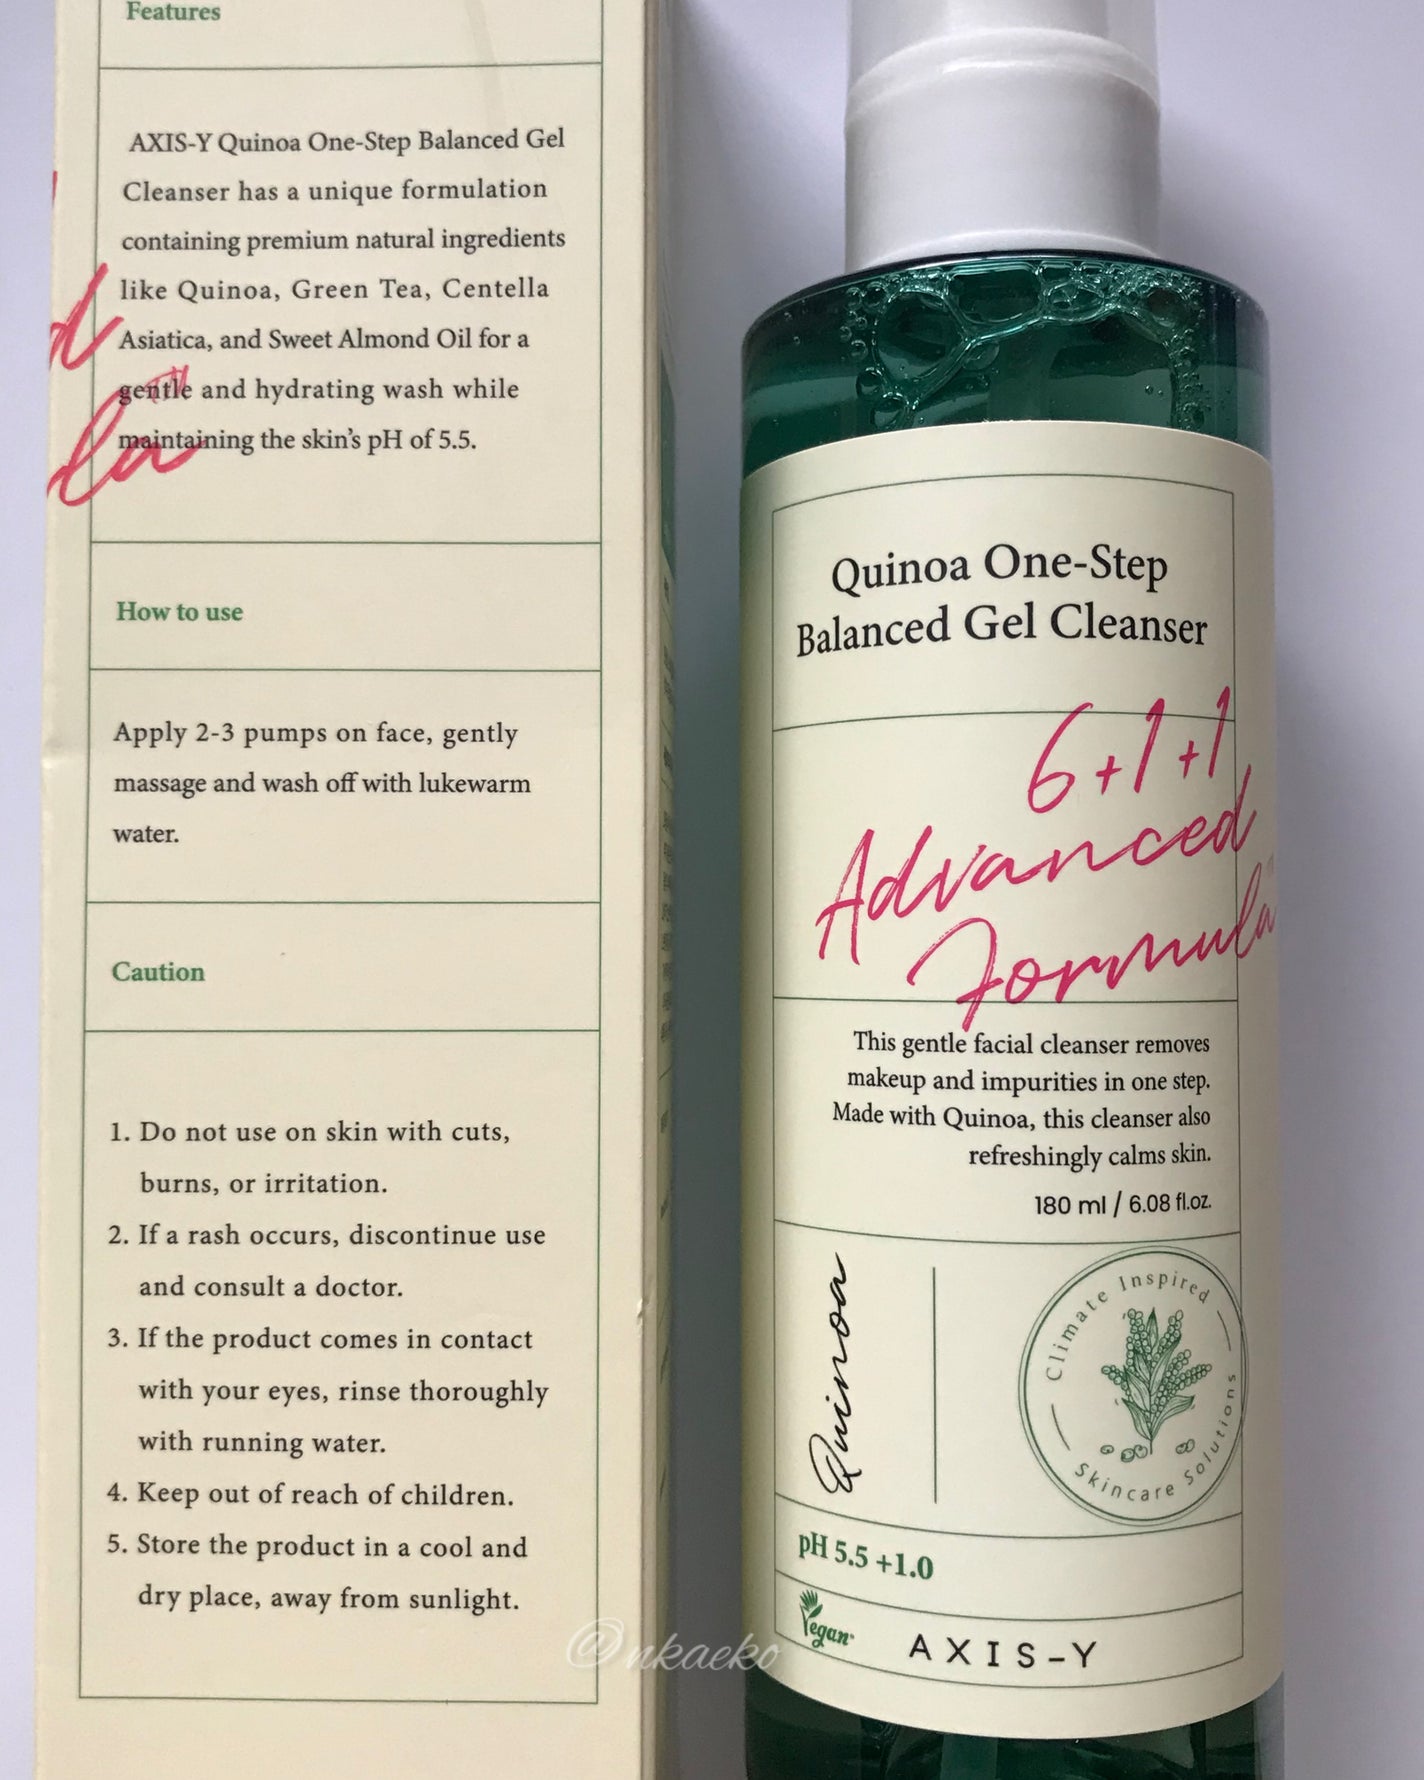 Features
AXIS-Y Quinoa One-Step Balanced Gel
Cleanser has a unique formulation
containing premium natural ingredients
like Quinoa, Green Tea, Centella
Asiatica, and Sweet Almond Oil for a
gentle and hydrating wash while
maintaining the skin's pH of 5.5.
How to use
Apply 2-3 pumps on face, gently
massage and wash off with lukewarm
water.
Caution
1. Do not use on skin with cuts,
burns, or irritation.
2. If a rash occurs, discontinue use
and consult a doctor.
3. If the product comes in contact
with your eyes, rinse thoroughly
with running water.
4. Keep out of reach of children.
5. Store the product in a cool and
dry place, away from sunlight.
Quinoa One-Step
Balanced Gel Cleanser
6+1+1
Advanced
Formula
This gentle facial cleanser removes
makeup and impurities in one step.
Made with Quinoa, this cleanser also
refreshingly calms skin.
180 ml / 6.08 fl.oz.
Quinoa
Climate Inspired
Skincare Solutions
pH 5.5 +1.0
Vegan
AXIS-Y
@nkaeko